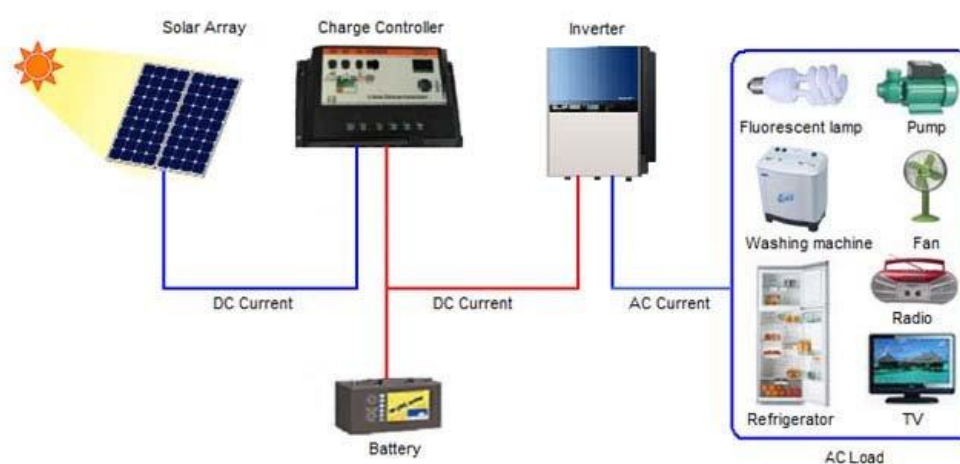 Solar Array
Charge Controller
Inverter
Fluorescent lamp
Pump
Washing machine
Fan
DC Current
DC Current
AC Current
Radio
Refrigerator
TV
Battery
AC Load